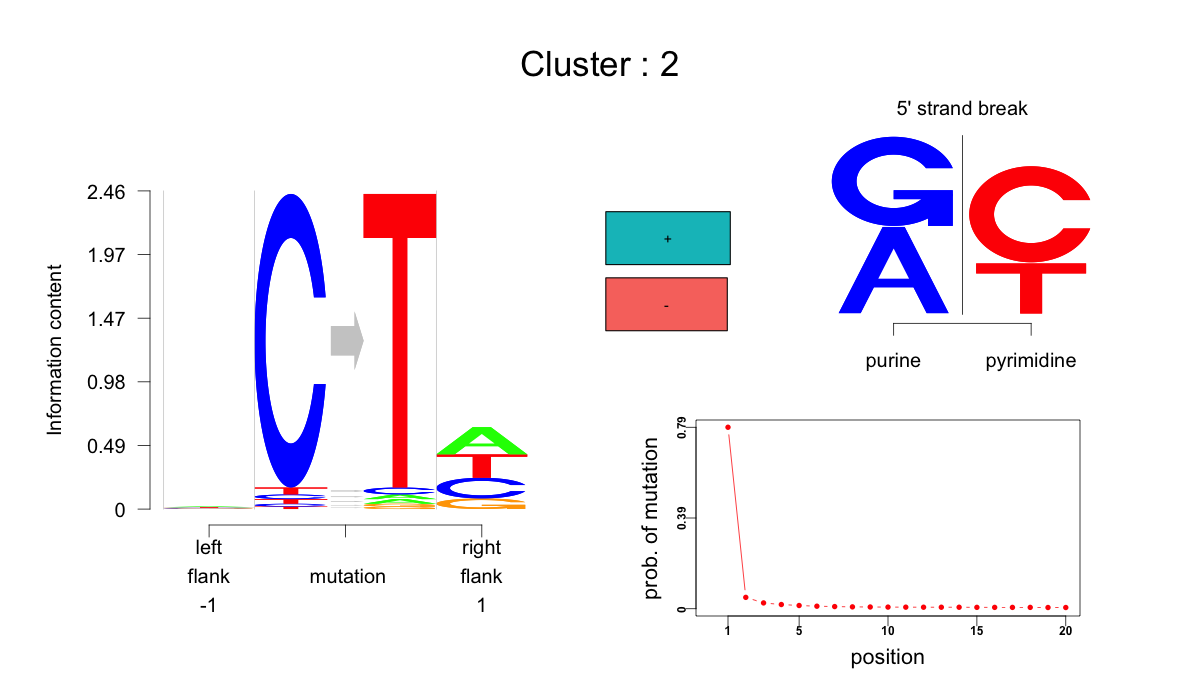 Cluster : 2
5' strand break
Information content
2.46
1.97
1.47
0.98
0.49
0
C
T
A
T
C
G
left
flank
-1
mutation
right
flank
1
+
-
G
A
C
T
purine
pyrimidine
prob. of mutation
0.79
0.39
0
1
5
10
15
20
position